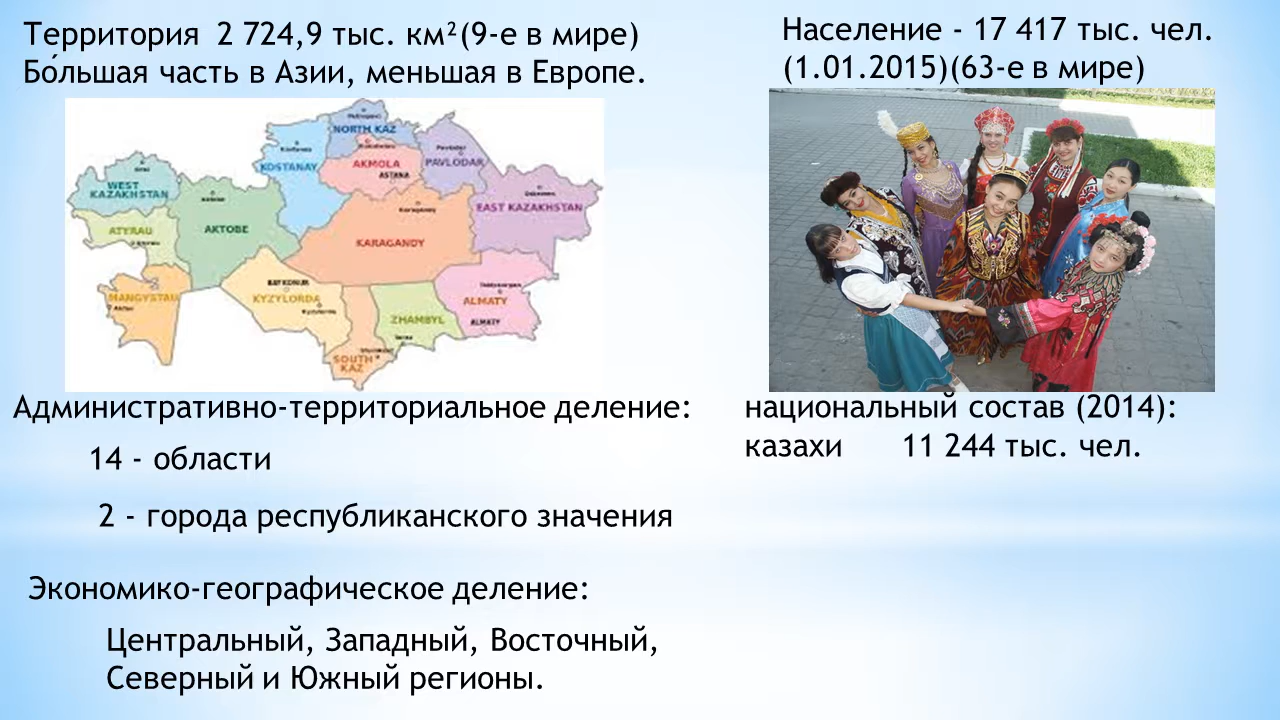 Территория 2 724,9 тыс. км²(9-е в мире)
Бо́льшая часть в Азии, меньшая в Европе.
Население - 17 417 тыс. чел.
(1.01.2015)(63-е в мире)
NORTH KAZ
KOSTANAY
AKMOLA
ASTANA
PAVLODAR
WEST
KAZAKHSTAN
EAST KAZAKHSTAN
ATYRAU
AKTOBE
KARAGANDY
MANGYSTAU
BAYKONUR
KYZYLORDA
ZHAMBYL
ALMATY
ALMATY
SOUTH
KAZ
Административно-территориальное деление:
14 - области
2 - города республиканского значения
Экономико-географическое деление:
Центральный, Западный, Восточный,
Северный и Южный регионы.
национальный состав (2014):
казахи 11 244 тыс. чел.